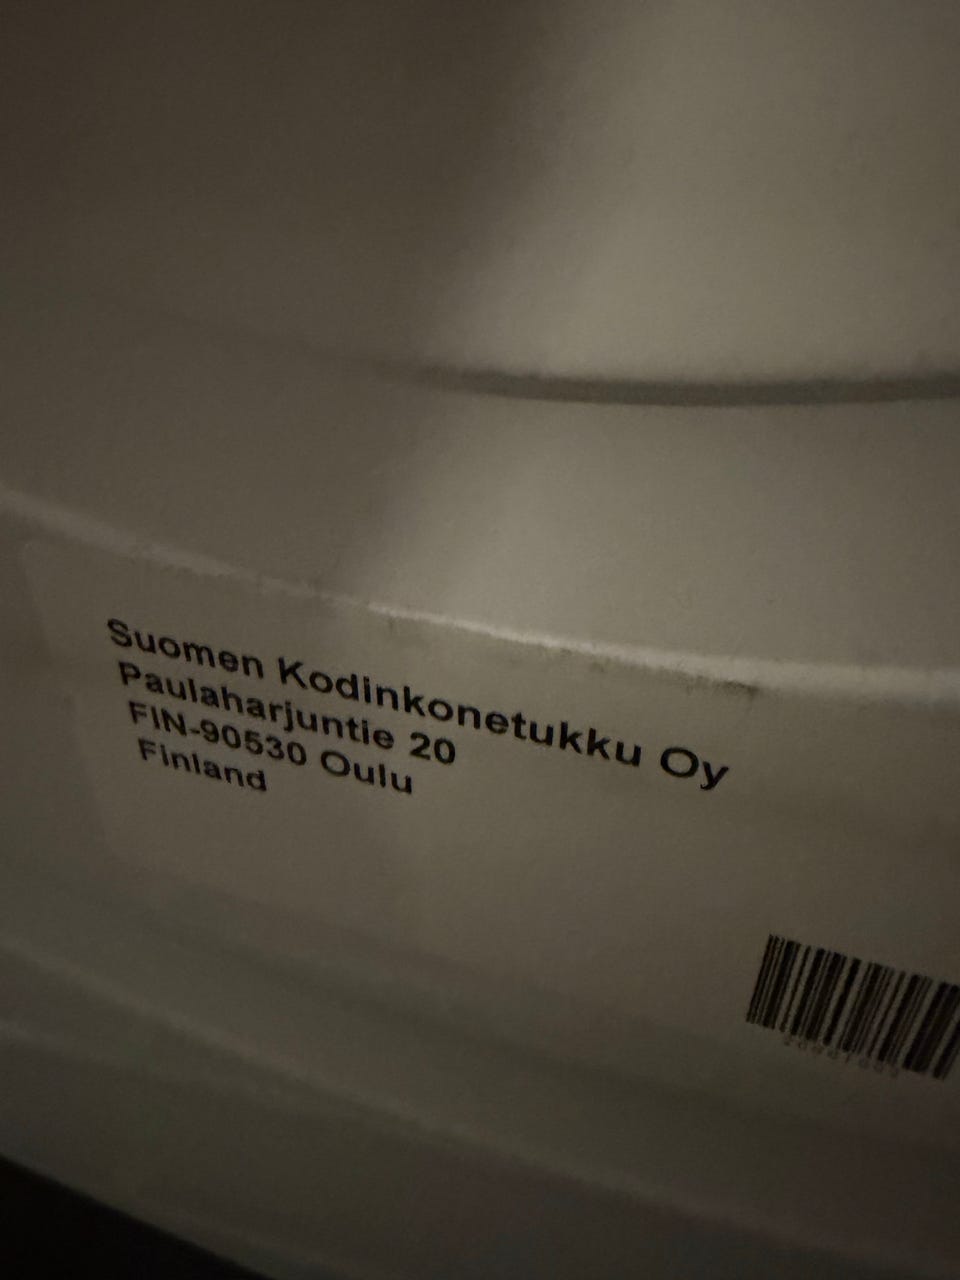 Suomen Kodinkonetukku Oy
Paulaharjuntie 20
FIN-90530 Oulu
Finland